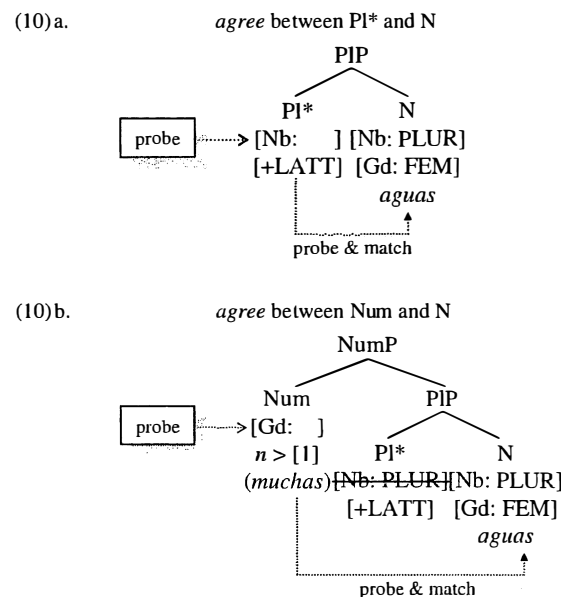 (10)a. agree between Pl* and N
PlP
Pl* N
probe [Nb: ] [Nb: PLUR]
[+LATT] [Gd: FEM]
aguas
probe & match
(10)b. agree between Num and N
NumP
Num PlP
probe [Gd: ]
n > [1] Pl* N
(muchas) [Nb: PLUR] [Nb: PLUR]
[+LATT] [Gd: FEM]
aguas
probe & match